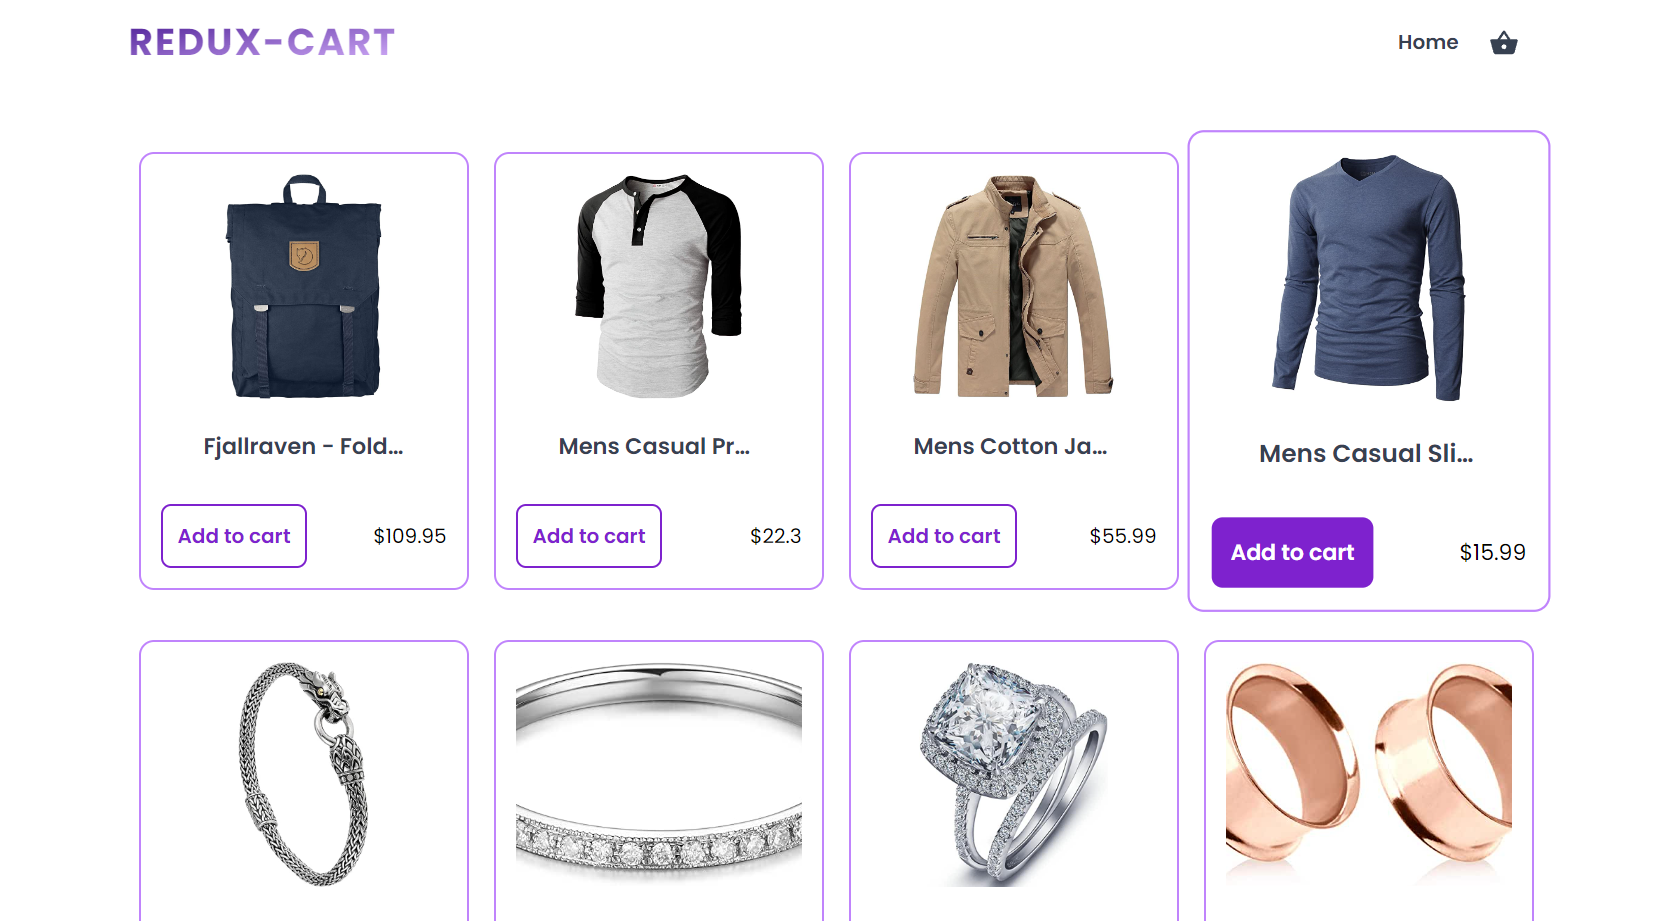 REDUX-CART
Home
Fjallraven - Fold...
Add to cart
$109.95
Mens Casual Pr...
Add to cart
$22.3
Mens Cotton Ja...
Add to cart
$55.99
Mens Casual Sli...
Add to cart
$15.99